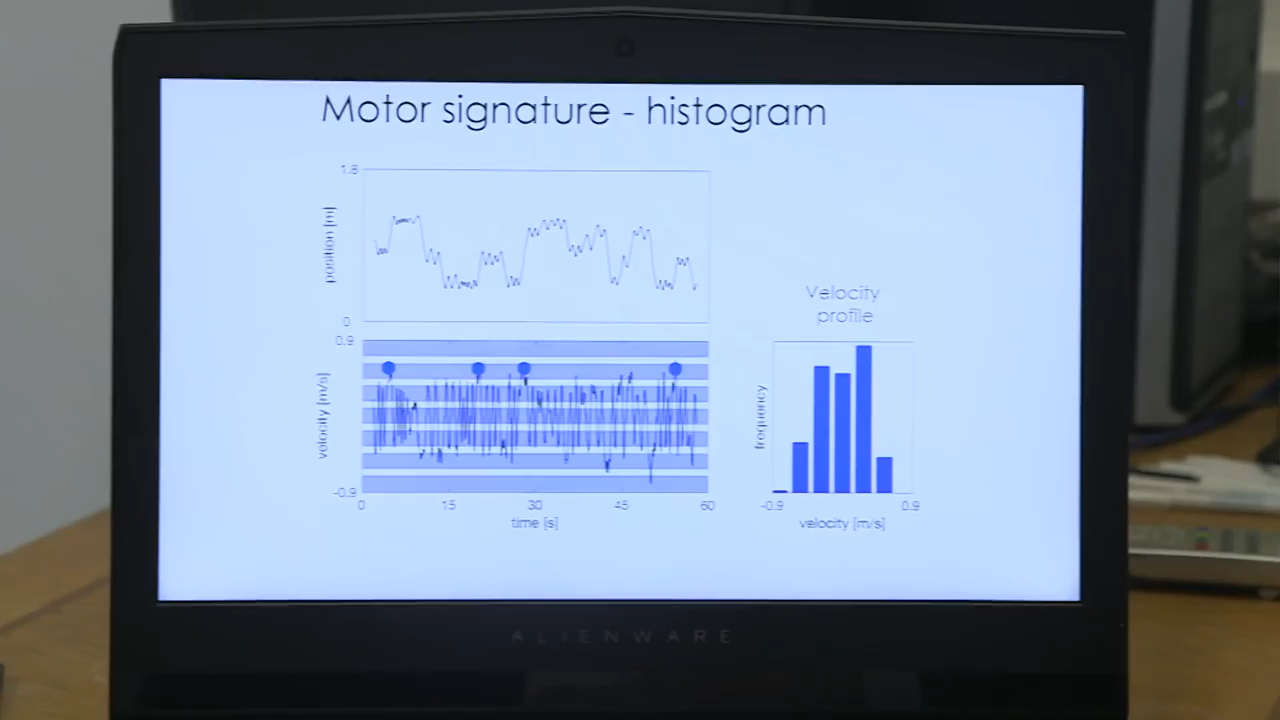 Motor signature - histogram
1.8
position [m]
0
0.9
velocity [m/s]
-0.9
0 15 30 45 60
time [s]
Velocity
profile
frequency
-0.9 0.9
velocity [m/s]
ALIENWARE